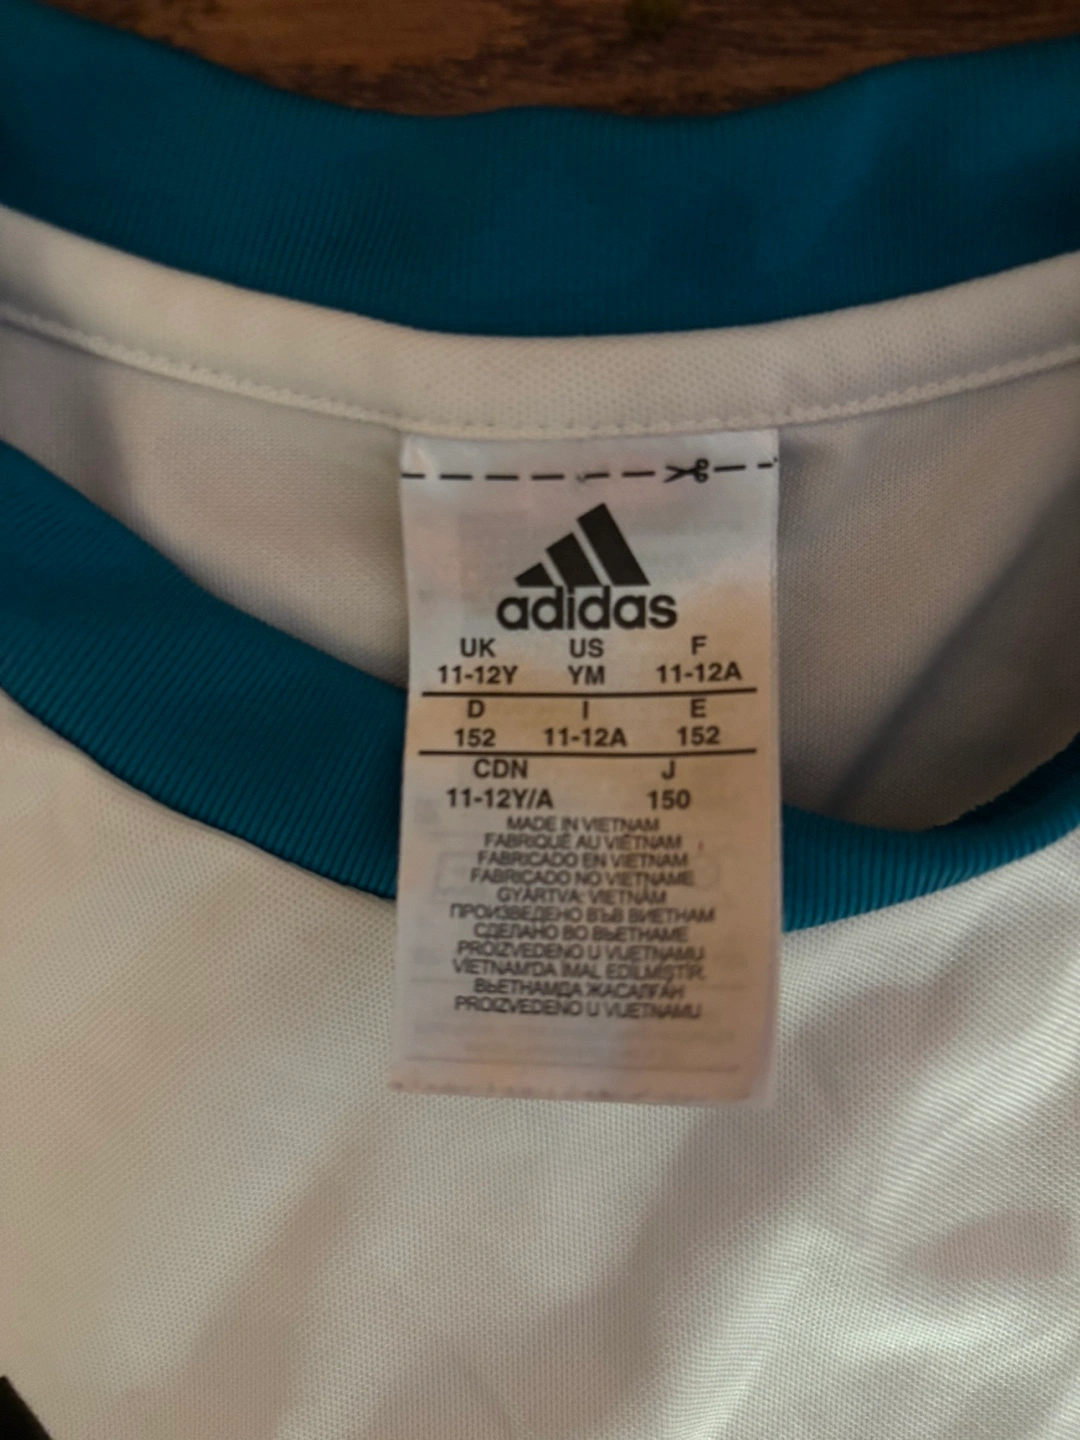 adidas
UK US F
11-12Y YM 11-12A
D I E
152 11-12A 152
CDN J
11-12Y/A 150
MADE IN VIETNAM
FABRIQUÉ AU VIÊTNAM
FABRICADO EN VIETNAM
FABRICADO NO VIETNAME
GYÁRTVA: VIETNÁM
ПРОИЗВЕДЕНО ВЪВ ВИЕТНАМ
СДЕЛАНО ВО ВЬЕТНАМЕ
PROIZVEDENO U VIJETNAMU
VIETNAM'DA İMAL EDİLMİŞTİR.
ВЬЕТНАМДА ЖАСАЛҒАН
PROIZVEDENO U VIJETNAMU